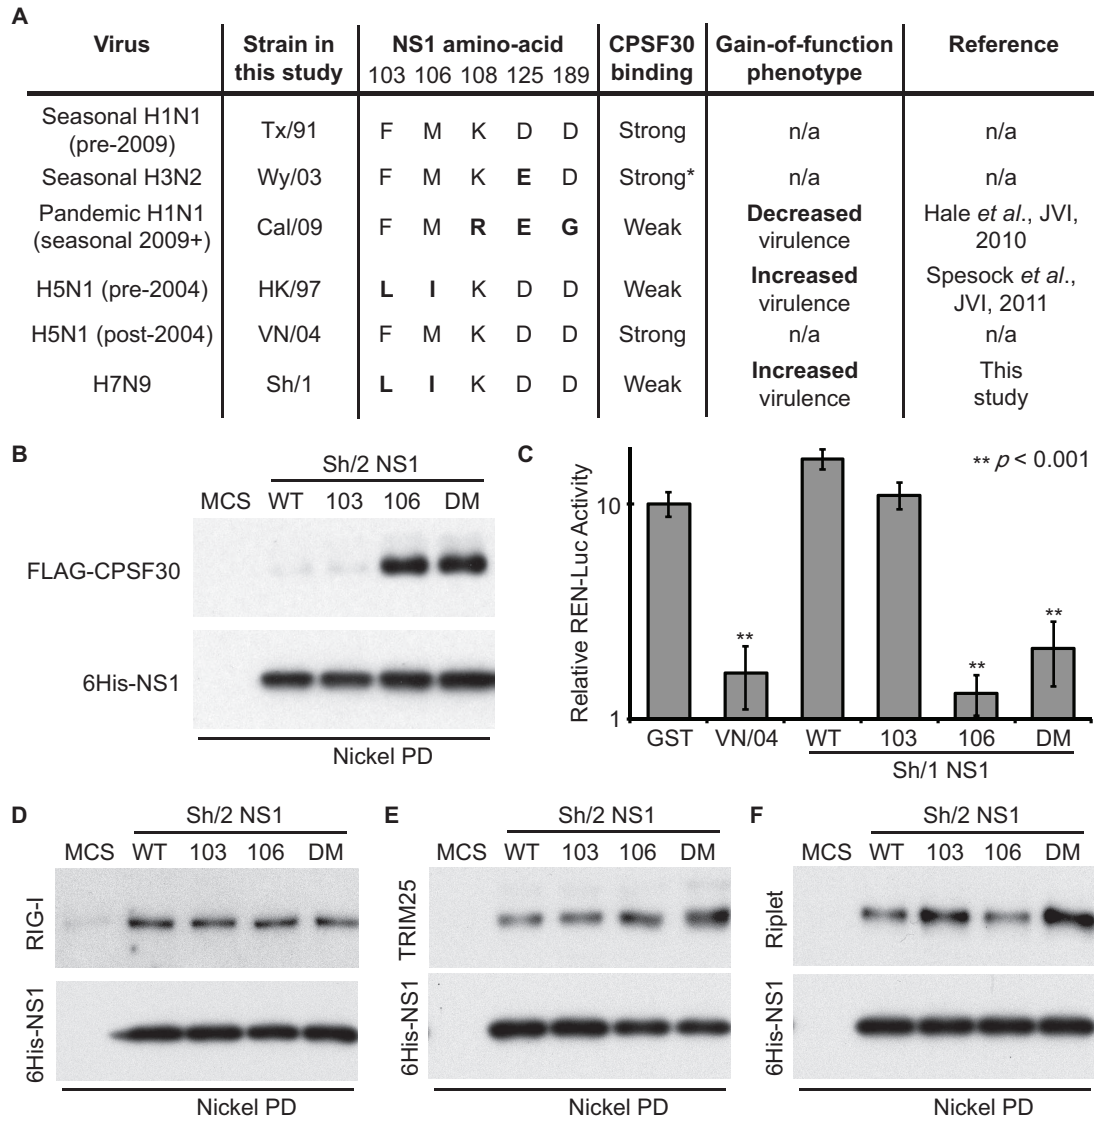 A
Virus Strain in this study NS1 amino-acid 103 106 108 125 189 CPSF30 binding Gain-of-function phenotype Reference
Seasonal H1N1 (pre-2009) Tx/91 F M K D D Strong n/a n/a
Seasonal H3N2 Wy/03 F M K E D Strong* n/a n/a
Pandemic H1N1 (seasonal 2009+) Cal/09 F M R E G Weak Decreased virulence Hale et al., JVI, 2010
H5N1 (pre-2004) HK/97 L I K D D Weak Increased virulence Spesock et al., JVI, 2011
H5N1 (post-2004) VN/04 F M K D D Strong n/a n/a
H7N9 Sh/1 L I K D D Weak Increased virulence This study
B
Sh/2 NS1
MCS WT 103 106 DM
FLAG-CPSF30
6His-NS1
Nickel PD
C
** p < 0.001
Relative REN-Luc Activity
10
1
**
**
**
GST VN/04 WT 103 106 DM
Sh/1 NS1
D
Sh/2 NS1
MCS WT 103 106 DM
RIG-I
6His-NS1
Nickel PD
E
Sh/2 NS1
MCS WT 103 106 DM
TRIM25
6His-NS1
Nickel PD
F
Sh/2 NS1
MCS WT 103 106 DM
Riplet
6His-NS1
Nickel PD